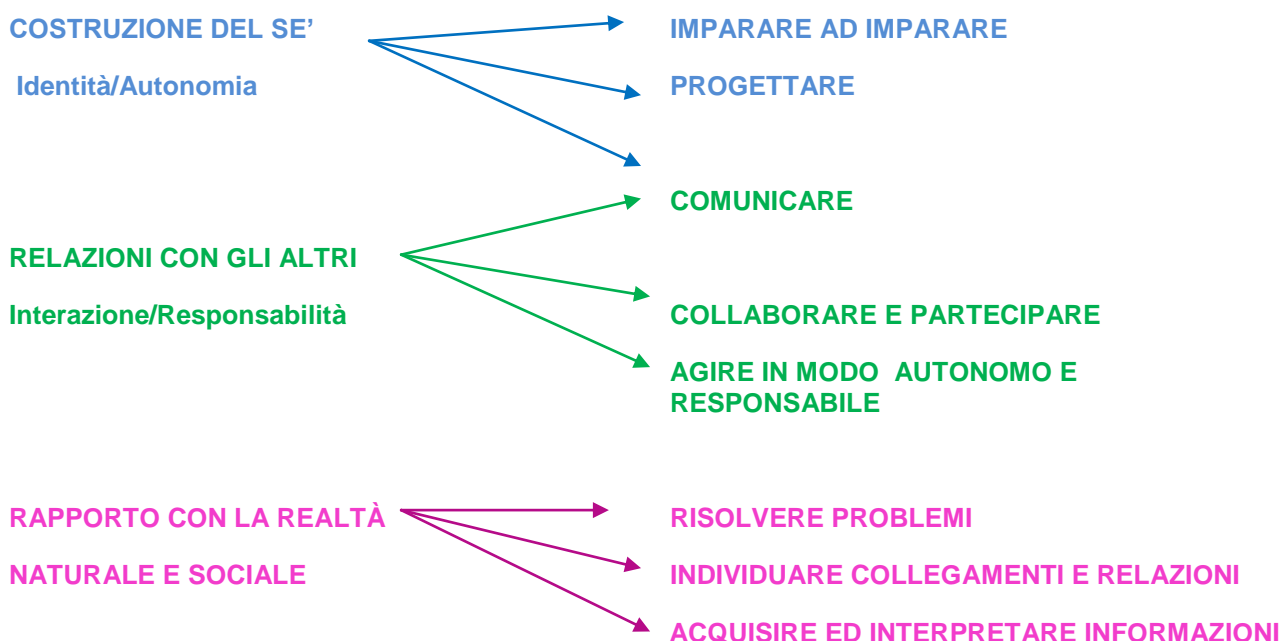 COSTRUZIONE DEL SE’
IMPARARE AD IMPARARE
Identità/Autonomia
PROGETTARE
COMUNICARE
RELAZIONI CON GLI ALTRI
Interazione/Responsabilità
COLLABORARE E PARTECIPARE
AGIRE IN MODO AUTONOMO E
RESPONSABILE
RAPPORTO CON LA REALTÀ
RISOLVERE PROBLEMI
NATURALE E SOCIALE
INDIVIDUARE COLLEGAMENTI E RELAZIONI
ACQUISIRE ED INTERPRETARE INFORMAZIONI